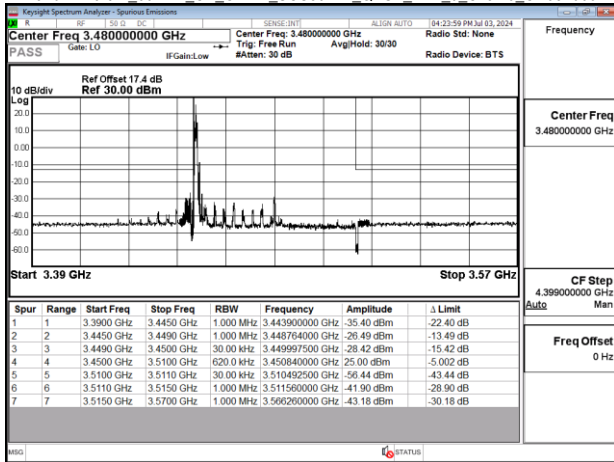 Keysight Spectrum Analyzer - Spurious Emissions
R RF 50 Ω DC SENSE:INT ALIGN AUTO 04:23:59 PM Jul 03, 2024
Center Freq 3.480000000 GHz Center Freq: 3.480000000 GHz Radio Std: None Frequency
Gate: LO Trig: Free Run Avg|Hold: 30/30
PASS IFGain:Low #Atten: 30 dB Radio Device: BTS
Ref Offset 17.4 dB
10 dB/div Ref 30.00 dBm
Log
20.0
10.0
0.00
-10.0
-20.0
-30.0
-40.0
-50.0
-60.0
Start 3.39 GHz Stop 3.57 GHz
Spur Range Start Freq Stop Freq RBW Frequency Amplitude Δ Limit
1 1 3.3900 GHz 3.4450 GHz 1.000 MHz 3.443900000 GHz -35.40 dBm -22.40 dB
2 2 3.4450 GHz 3.4490 GHz 1.000 MHz 3.448764000 GHz -26.49 dBm -13.49 dB
3 3 3.4490 GHz 3.4500 GHz 30.00 kHz 3.449997500 GHz -28.42 dBm -15.42 dB
4 4 3.4500 GHz 3.5100 GHz 620.0 kHz 3.450840000 GHz 25.00 dBm -5.002 dB
5 5 3.5100 GHz 3.5110 GHz 30.00 kHz 3.510492500 GHz -56.44 dBm -43.44 dB
6 6 3.5110 GHz 3.5150 GHz 1.000 MHz 3.511560000 GHz -41.90 dBm -28.90 dB
7 7 3.5150 GHz 3.5700 GHz 1.000 MHz 3.566260000 GHz -43.18 dBm -30.18 dB
Center Freq
3.480000000 GHz
CF Step
4.399000000 GHz
Auto Man
Freq Offset
0 Hz
MSG STATUS